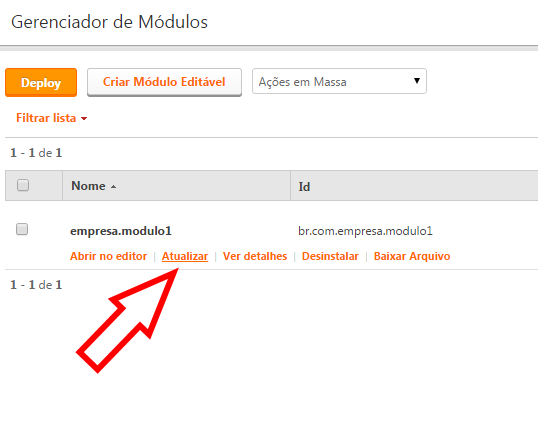 Gerenciador de Módulos
Deploy Criar Módulo Editável Ações em Massa
Filtrar lista
1 - 1 de 1
Nome Id
empresa.modulo1 br.com.empresa.modulo1
Abrir no editor | Atualizar | Ver detalhes | Desinstalar | Baixar Arquivo
1 - 1 de 1